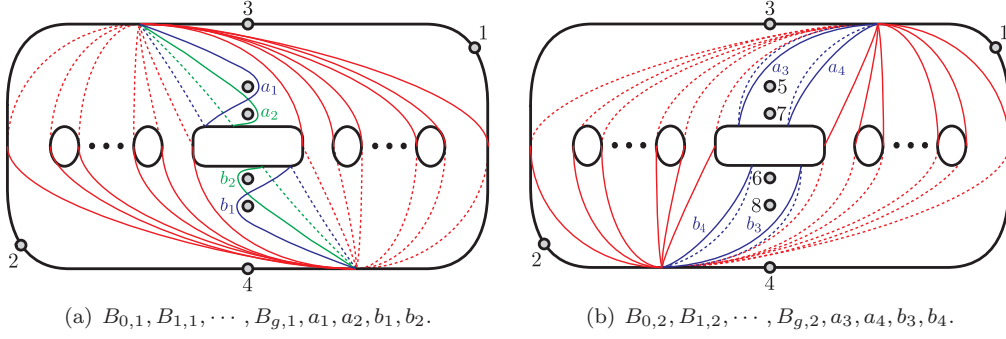 3
1
a₁
a₂
b₂
b₁
2
4
3
1
a₃
a₄
5
7
6
8
b₄
b₃
2
4
(a) B₀,₁, B₁,₁, ⋯ , B_g,₁, a₁, a₂, b₁, b₂.
(b) B₀,₂, B₁,₂, ⋯ , B_g,₂, a₃, a₄, b₃, b₄.